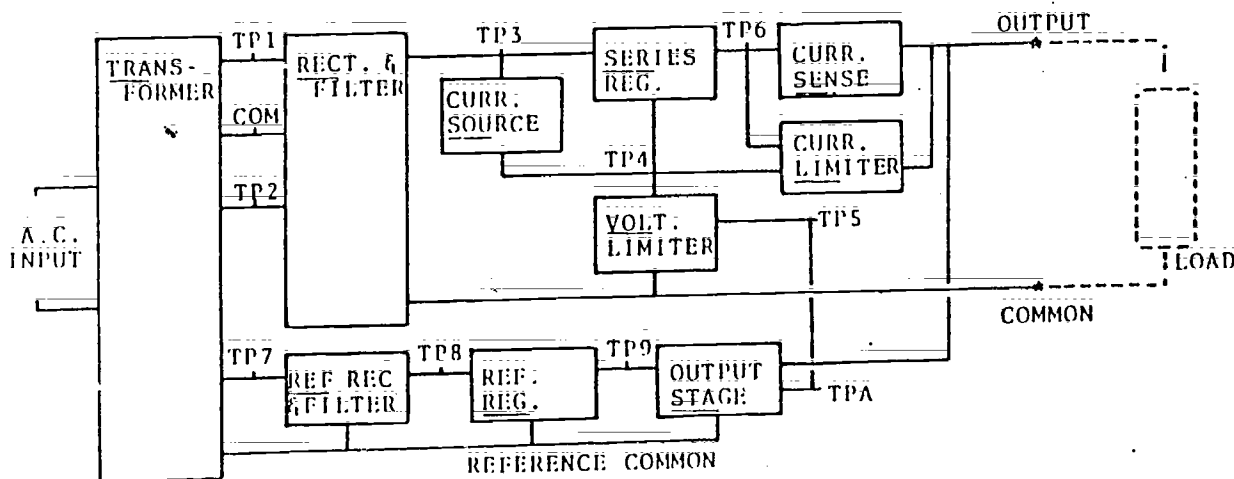 OUTPUT
TP1
TP3
TP6
TRANS-
FORMER
RECT. &
FILTER
SERIES
REG.
CURR.
SENSE
CURR.
SOURCE
COM
CURR.
LIMITER
TP4
TP2
A.C.
INPUT
VOLT.
LIMITER
TP5
LOAD
COMMON
TP7
REF REC
& FILTER
TP8
REF.
REG.
TP9
OUTPUT
STAGE
TPA
REFERENCE COMMON